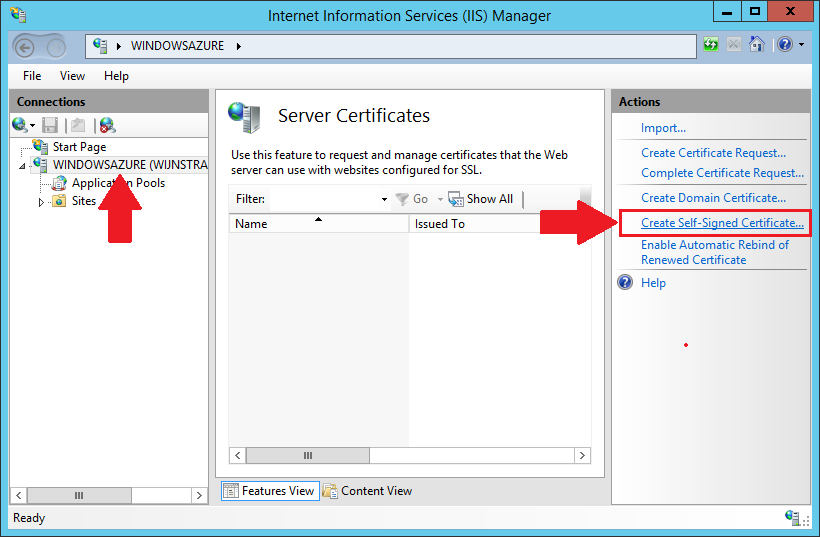 Internet Information Services (IIS) Manager
WINDOWSAZURE
File View Help
Connections
Start Page
WINDOWSAZURE (WIJNSTRA
Application Pools
Sites
Server Certificates
Use this feature to request and manage certificates that the Web
server can use with websites configured for SSL.
Filter: Go Show All
Name Issued To
Features View Content View
Actions
Import...
Create Certificate Request...
Complete Certificate Request...
Create Domain Certificate...
Create Self-Signed Certificate...
Enable Automatic Rebind of
Renewed Certificate
Help
Ready